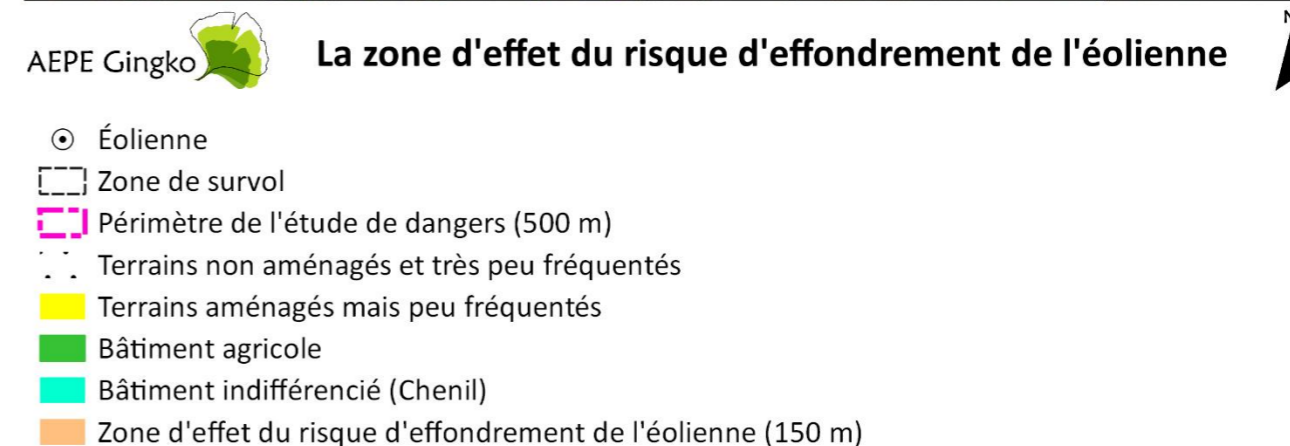 AEPE Gingko
La zone d'effet du risque d'effondrement de l'éolienne
N
Éolienne
Zone de survol
Périmètre de l'étude de dangers (500 m)
Terrains non aménagés et très peu fréquentés
Terrains aménagés mais peu fréquentés
Bâtiment agricole
Bâtiment indifférencié (Chenil)
Zone d'effet du risque d'effondrement de l'éolienne (150 m)